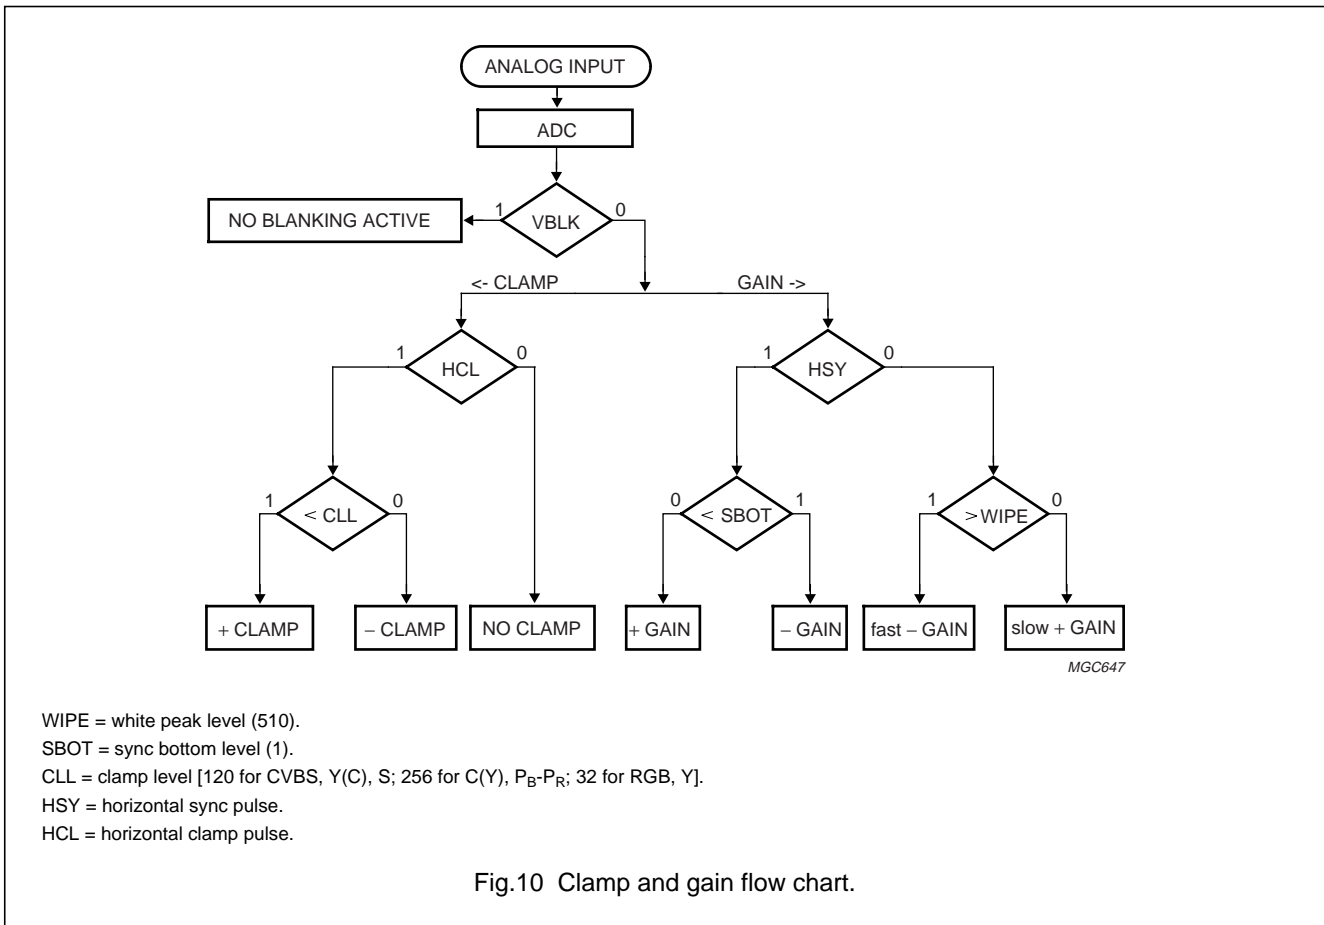 ANALOG INPUT
ADC
1 VBLK 0
NO BLANKING ACTIVE
<- CLAMP GAIN ->
1 HCL 0
1 HSY 0
1 < CLL 0
0 < SBOT 1
1 > WIPE 0
+ CLAMP
− CLAMP
NO CLAMP
+ GAIN
− GAIN
fast − GAIN
slow + GAIN
MGC647
WIPE = white peak level (510).
SBOT = sync bottom level (1).
CLL = clamp level [120 for CVBS, Y(C), S; 256 for C(Y), PB-PR; 32 for RGB, Y].
HSY = horizontal sync pulse.
HCL = horizontal clamp pulse.
Fig.10 Clamp and gain flow chart.